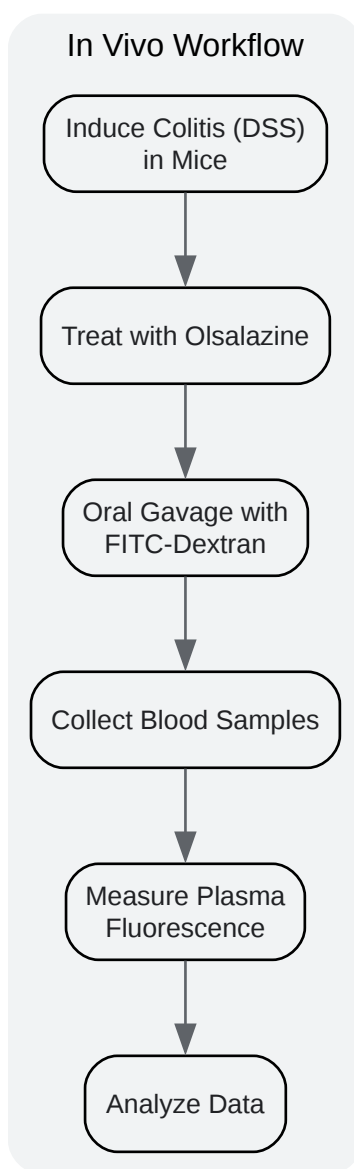 In Vivo Workflow
Induce Colitis (DSS)
in Mice
Treat with Olsalazine
Oral Gavage with
FITC-Dextran
Collect Blood Samples
Measure Plasma
Fluorescence
Analyze Data